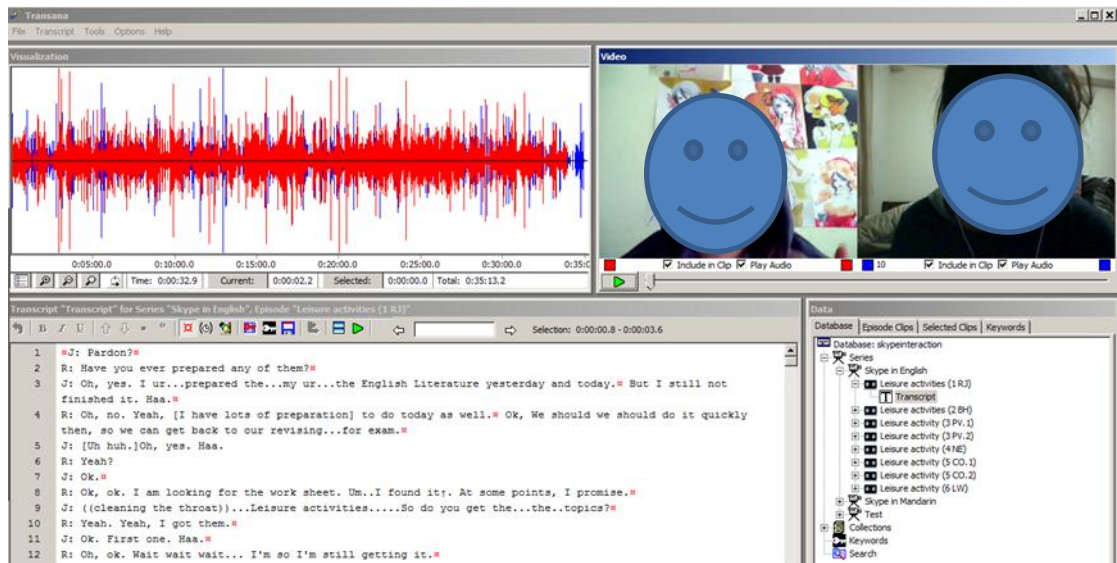 Transana
File Transcript Tools Options Help
Visualization
0:05:00.0 0:10:00.0 0:15:00.0 0:20:00.0 0:25:00.0 0:30:00.0 0:35:0
Time: 0:00:32.9 Current: 0:00:02.2 Selected: 0:00:00.0 Total: 0:35:13.2
Video
Include in Clip Play Audio 10 Include in Clip Play Audio
Transcript "Transcript" for Series "Skype in English", Episode "Leisure activities (1 RJ)"
B I U Selection: 0:00:00.8 - 0:00:03.6
1 ¤J: Pardon?¤
2 R: Have you ever prepared any of them?¤
3 J: Oh, yes. I ur...prepared the...my ur...the English Literature yesterday and today.¤ But I still not
finished it. Haa.¤
4 R: Oh, no. Yeah, [I have lots of preparation] to do today as well.¤ Ok, We should we should do it quickly
then, so we can get back to our revising...for exam.¤
5 J: [Uh huh.]Oh, yes. Haa.
6 R: Yeah?
7 J: Ok.¤
8 R: Ok, ok. I am looking for the work sheet. Um..I found it. At some points, I promise.¤
9 J: ((cleaning the throat))...Leisure activities.....So do you get the...the..topics?¤
10 R: Yeah. Yeah, I got them.¤
11 J: Ok. First one. Haa.¤
12 R: Oh, ok. Wait wait wait... I'm so I'm still getting it.¤
Data
Database Episode Clips Selected Clips Keywords
Database: skypeinteraction
Series
Skype in English
Leisure activities (1 RJ)
T Transcript
Leisure activities (2 BH)
Leisure activity (3 PV.1)
Leisure activity (3 PV.2)
Leisure activity (4 NE)
Leisure activity (5 CO.1)
Leisure activity (5 CO.2)
Leisure activity (6 LW)
Skype in Mandarin
Test
Collections
Keywords
Search